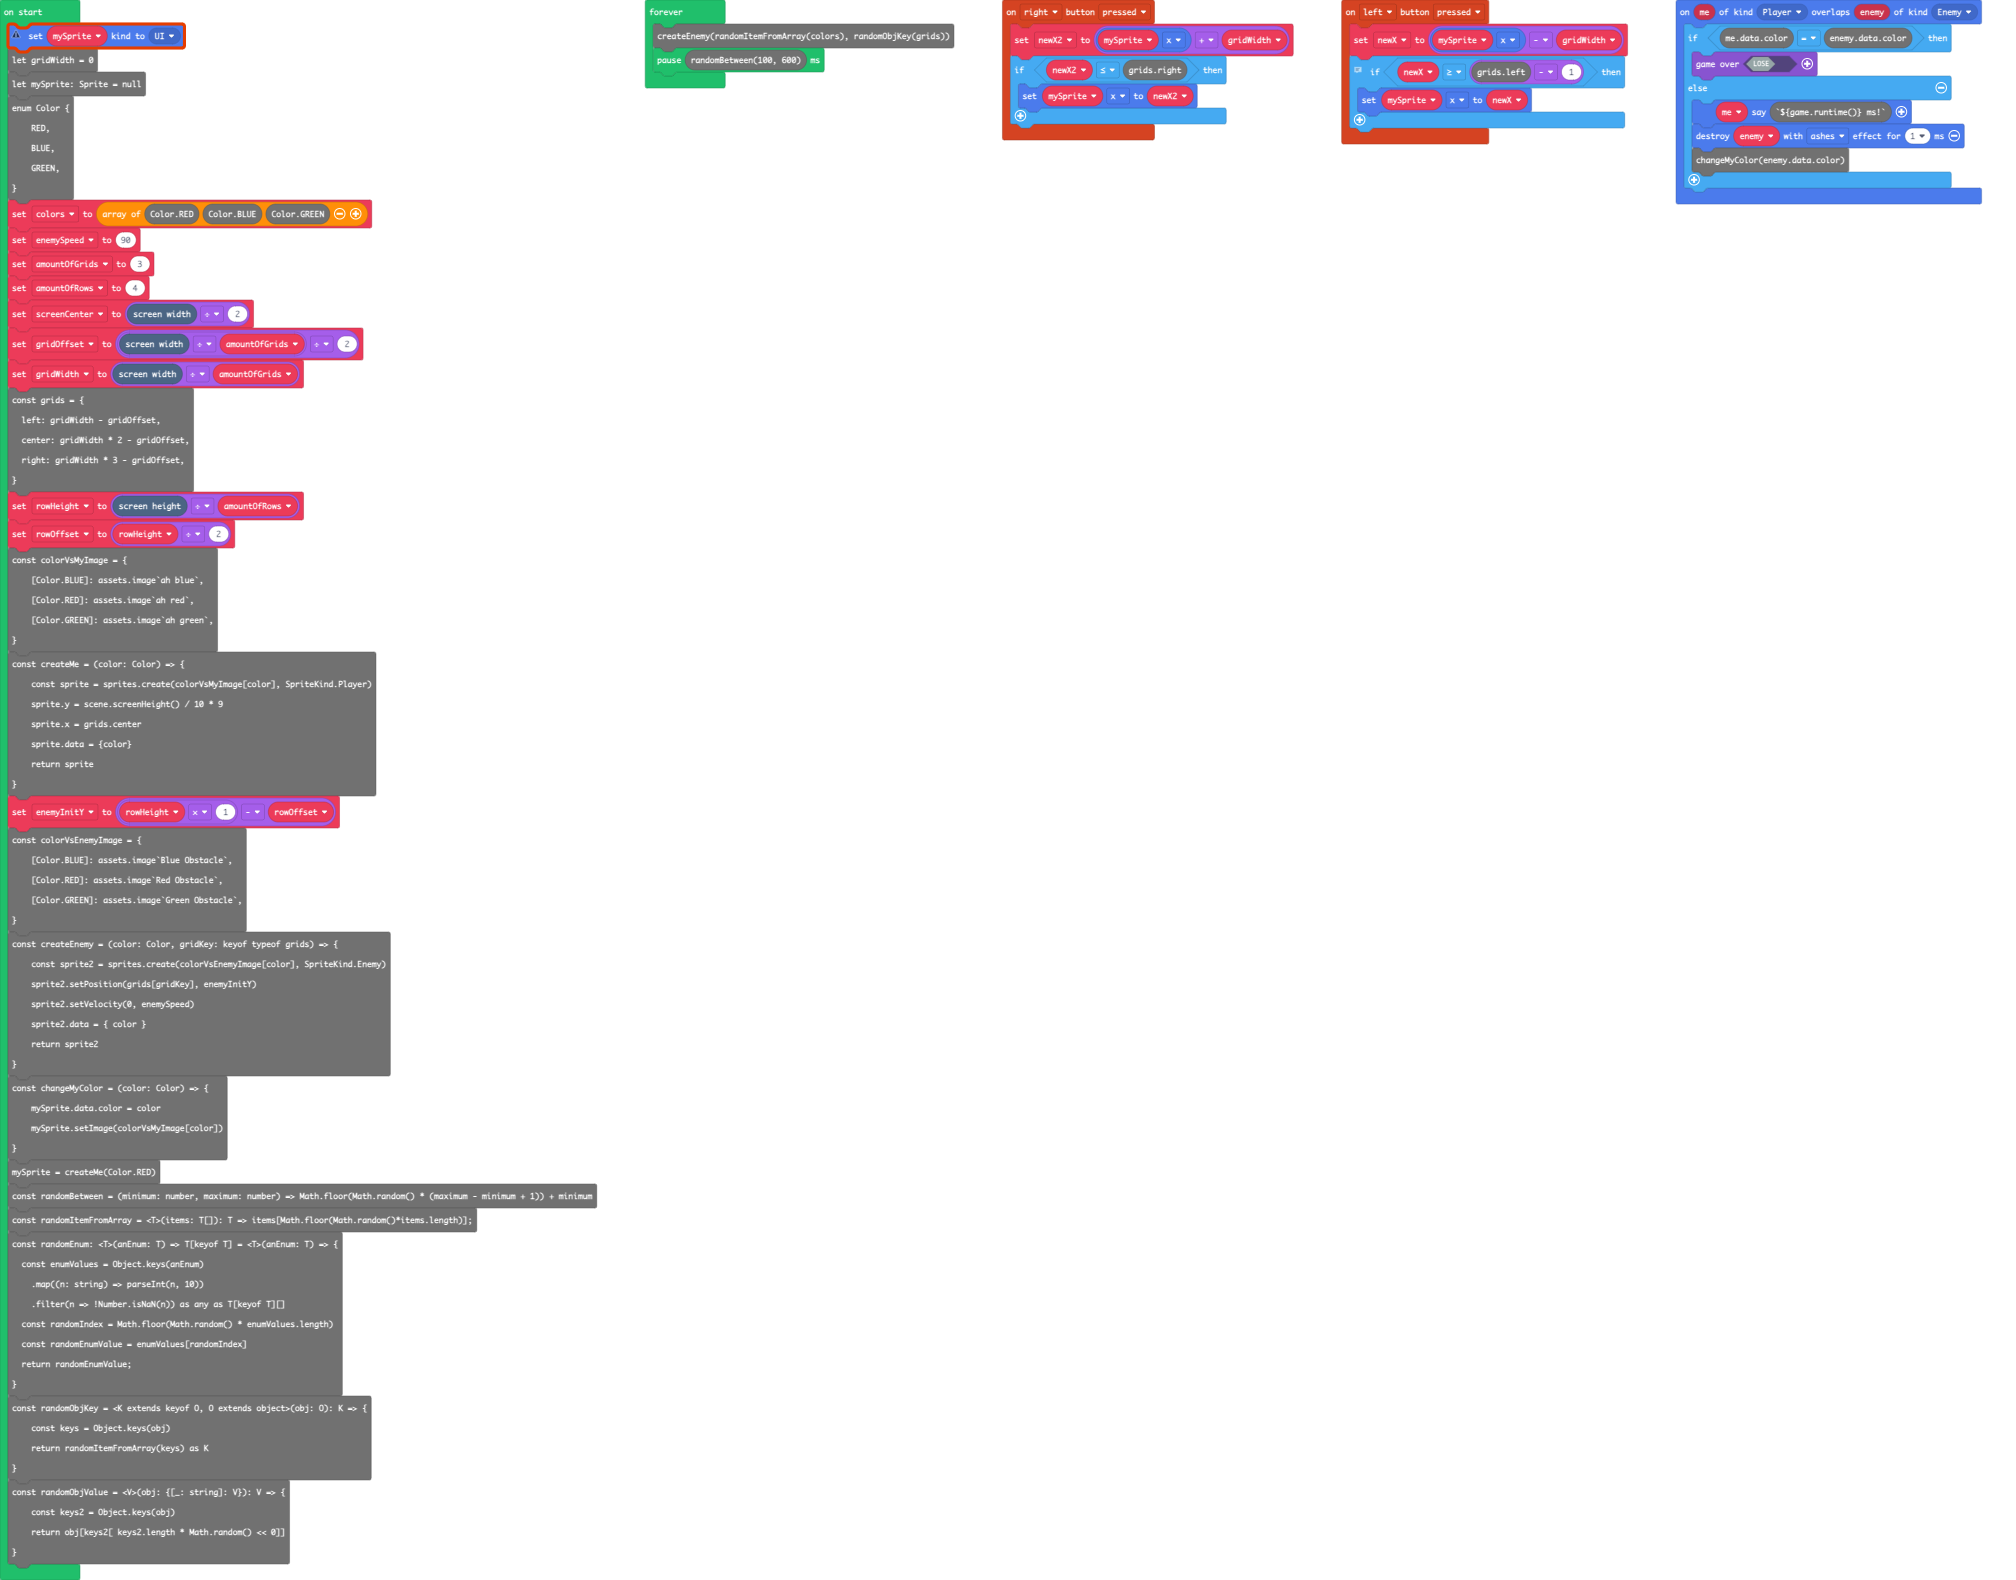 on start
set mySprite kind to UI
let gridWidth = 0
let mySprite: Sprite = null
enum Color {
RED,
BLUE,
GREEN,
}
set colors to array of Color.RED Color.BLUE Color.GREEN
set enemySpeed to 90
set amountOfGrids to 3
set amountOfRows to 4
set screenCenter to screen width ÷ 2
set gridOffset to screen width ÷ amountOfGrids ÷ 2
set gridWidth to screen width ÷ amountOfGrids
const grids = {
left: gridWidth - gridOffset,
center: gridWidth * 2 - gridOffset,
right: gridWidth * 3 - gridOffset,
}
set rowHeight to screen height ÷ amountOfRows
set rowOffset to rowHeight ÷ 2
const colorVsMyImage = {
[Color.BLUE]: assets.image`ah blue`,
[Color.RED]: assets.image`ah red`,
[Color.GREEN]: assets.image`ah green`,
}
const createMe = (color: Color) => {
const sprite = sprites.create(colorVsMyImage[color], SpriteKind.Player)
sprite.y = scene.screenHeight() / 10 * 9
sprite.x = grids.center
sprite.data = {color}
return sprite
}
set enemyInitY to rowHeight × 1 - rowOffset
const colorVsEnemyImage = {
[Color.BLUE]: assets.image`Blue Obstacle`,
[Color.RED]: assets.image`Red Obstacle`,
[Color.GREEN]: assets.image`Green Obstacle`,
}
const createEnemy = (color: Color, gridKey: keyof typeof grids) => {
const sprite2 = sprites.create(colorVsEnemyImage[color], SpriteKind.Enemy)
sprite2.setPosition(grids[gridKey], enemyInitY)
sprite2.setVelocity(0, enemySpeed)
sprite2.data = { color }
return sprite2
}
const changeMyColor = (color: Color) => {
mySprite.data.color = color
mySprite.setImage(colorVsMyImage[color])
}
mySprite = createMe(Color.RED)
const randomBetween = (minimum: number, maximum: number) => Math.floor(Math.random() * (maximum - minimum + 1)) + minimum
const randomItemFromArray = <T>(items: T[]): T => items[Math.floor(Math.random()*items.length)];
const randomEnum: <T>(anEnum: T) => T[keyof T] = <T>(anEnum: T) => {
const enumValues = Object.keys(anEnum)
.map((n: string) => parseInt(n, 10))
.filter(n => !Number.isNaN(n)) as any as T[keyof T][]
const randomIndex = Math.floor(Math.random() * enumValues.length)
const randomEnumValue = enumValues[randomIndex]
return randomEnumValue;
}
const randomObjKey = <K extends keyof O, O extends object>(obj: O): K => {
const keys = Object.keys(obj)
return randomItemFromArray(keys) as K
}
const randomObjValue = <V>(obj: {[_: string]: V}): V => {
const keys2 = Object.keys(obj)
return obj[keys2[ keys2.length * Math.random() << 0]]
}
forever
createEnemy(randomItemFromArray(colors), randomObjKey(grids))
pause randomBetween(100, 600) ms
on right button pressed
set newX2 to mySprite x + gridWidth
if newX2 ≤ grids.right then
set mySprite x to newX2
on left button pressed
set newX to mySprite x - gridWidth
if newX ≥ grids.left - 1 then
set mySprite x to newX
on me of kind Player overlaps enemy of kind Enemy
if me.data.color = enemy.data.color then
game over LOSE
else
me say `${game.runtime()} ms!`
destroy enemy with ashes effect for 1 ms
changeMyColor(enemy.data.color)